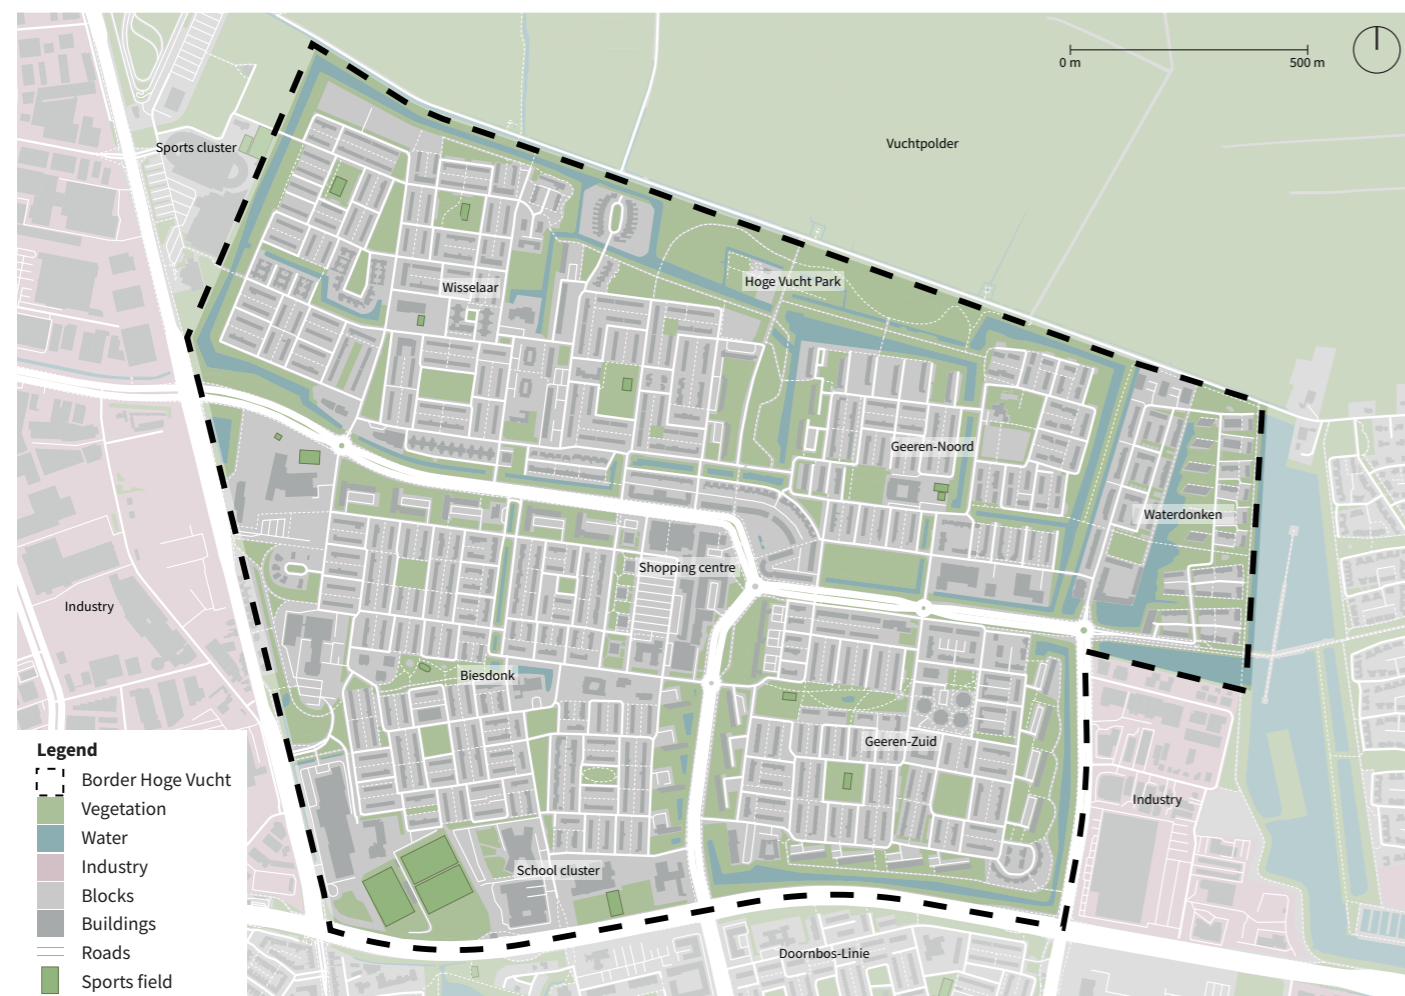 0 m
500 m
Vuchtpolder
Sports cluster
Hoge Vucht Park
Wisselaar
Geeren-Noord
Waterdonken
Shopping centre
Industry
Biesdonk
Geeren-Zuid
Industry
School cluster
Doornbos-Linie
Legend
Border Hoge Vucht
Vegetation
Water
Industry
Blocks
Buildings
Roads
Sports field